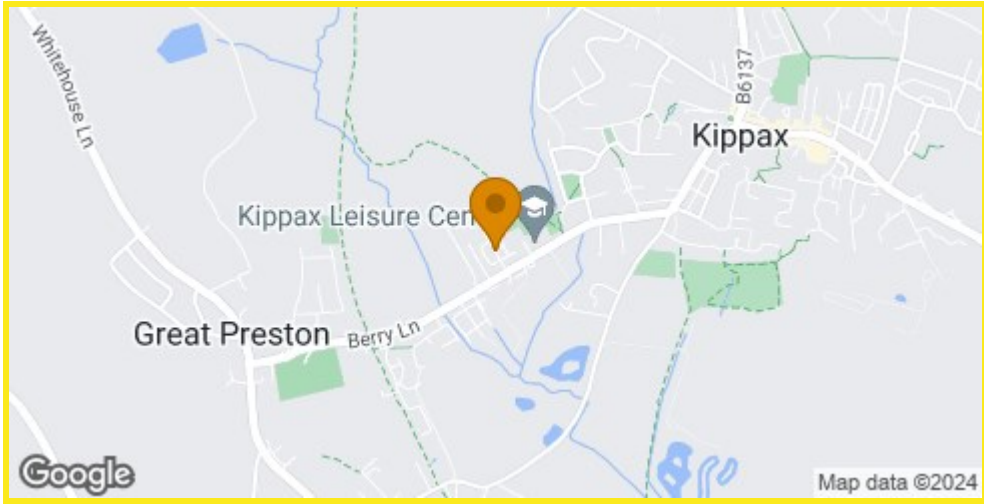 Whitehouse Ln
B6137
Kippax
Kippax Leisure Cen
Great Preston
Berry Ln
Google
Map data ©2024